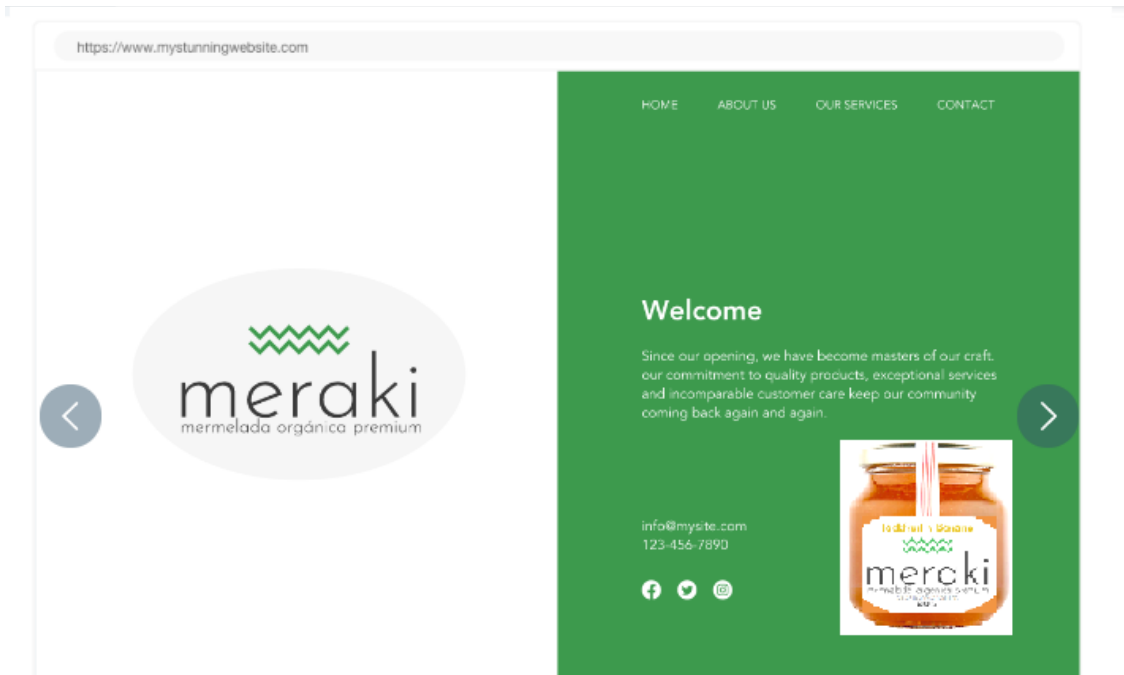 https://www.mystunningwebsite.com
HOME ABOUT US OUR SERVICES CONTACT
meraki
mermelada orgánica premium
Welcome
Since our opening, we have become masters of our craft.
our commitment to quality products, exceptional services
and incomparable customer care keep our community
coming back again and again.
info@mysite.com
123-456-7890
meraki